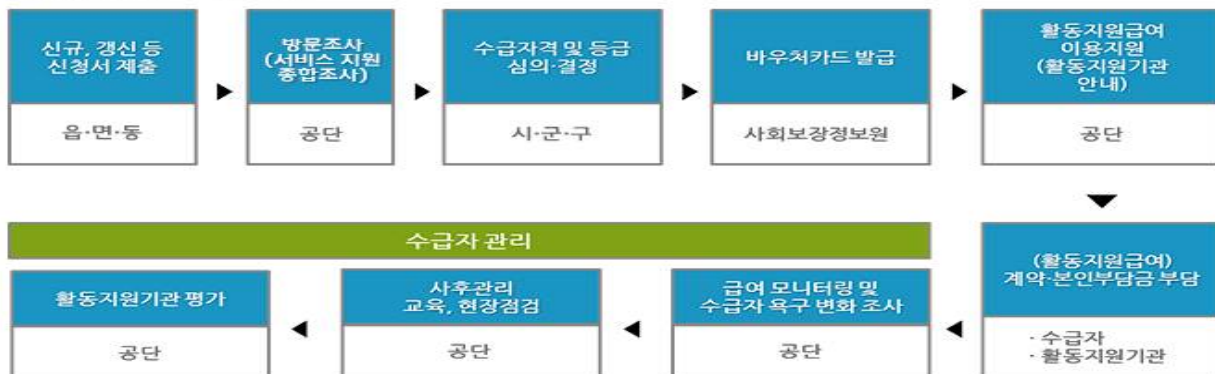 신규, 갱신 등
신청서 제출
읍·면·동
방문조사
(서비스 지원
종합조사)
공단
수급자격 및 등급
심의·결정
시·군·구
바우처카드 발급
사회보장정보원
활동지원급여
이용지원
(활동지원기관
안내)
공단
(활동지원급여)
계약·본인부담금 부담
· 수급자
· 활동지원기관
수급자 관리
급여 모니터링 및
수급자 욕구 변화 조사
공단
사후관리
교육, 현장점검
공단
활동지원기관 평가
공단